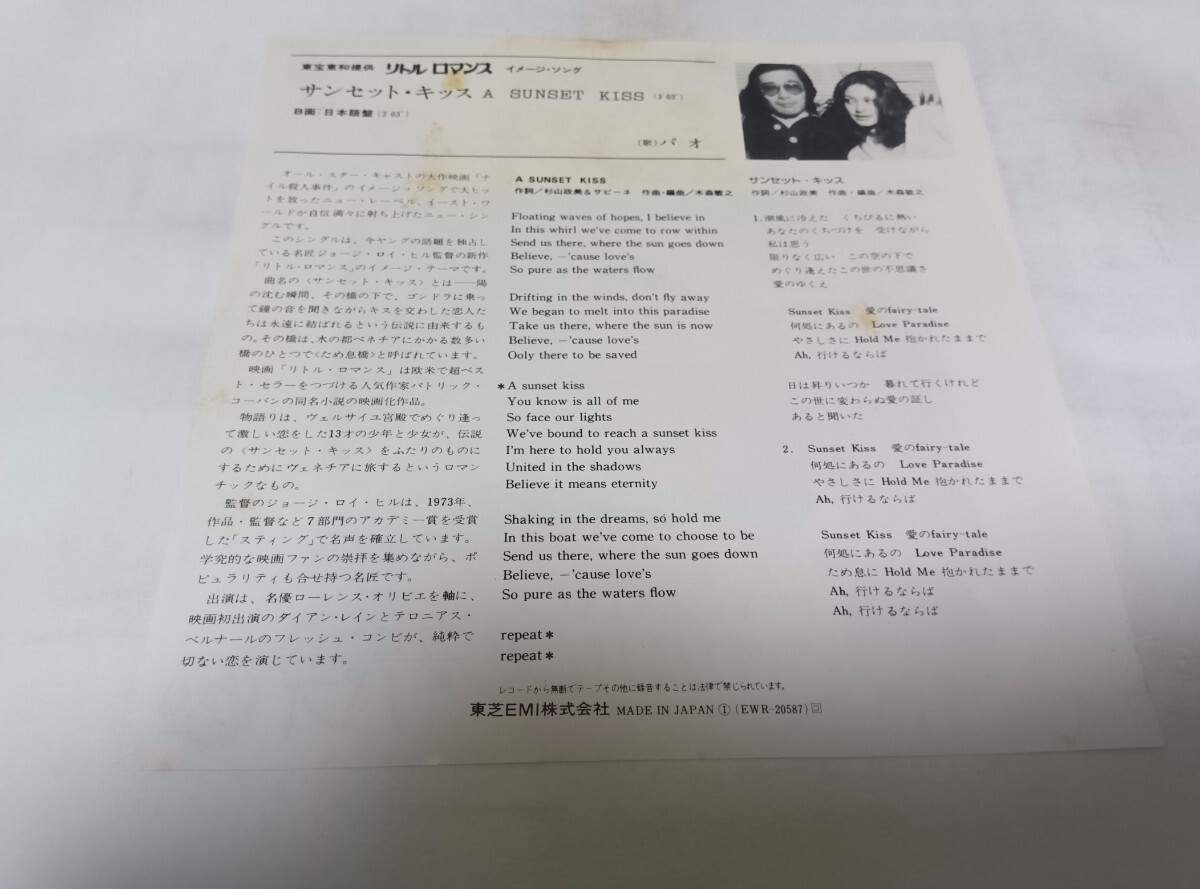 東宝東和提供 リトル ロマンス イメージ・ソング
サンセット・キッス A SUNSET KISS (3′03″)
B面:日本語盤 (3′03″)
(歌)パオ
オール・スター・キャストの大作映画「ナ
イル殺人事件」のイメージ・ソングで大ヒッ
トを放ったニュー・レーベル、イースト・ワ
ールドが自信満々に射ち上げたニュー・シン
グルです。
このシングルは、今ヤングの話題を独占し
ている名匠ジョージ・ロイ・ヒル監督の新作
「リトル・ロマンス」のイメージ・テーマです。
曲名の〈サンセット・キッス〉とは——陽
の沈む瞬間、その橋の下で、ゴンドラに乗っ
て鐘の音を聞きながらキスを交わした恋人た
ちは永遠に結ばれるという伝説に由来するも
の。その橋は、水の都ベネチアにかかる数多い
橋のひとつで〈ため息橋〉と呼ばれています。
映画「リトル・ロマンス」は欧米で超ベス
ト・セラーをつづける人気作家パトリック・
コーバンの同名小説の映画化作品。
物語りは、ヴェルサイユ宮殿でめぐり逢っ
て激しい恋をした13才の少年と少女が、伝説
の〈サンセット・キッス〉をふたりのものに
するためにヴェネチアに旅するというロマン
チックなもの。
監督のジョージ・ロイ・ヒルは、1973年、
作品・監督など7部門のアカデミー賞を受賞
した「スティング」で名声を確立しています。
学究的な映画ファンの崇拝を集めながら、ポ
ピュラリティも合せ持つ名匠です。
出演は、名優ローレンス・オリビエを軸に、
映画初出演のダイアン・レインとテロニアス・
ベルナールのフレッシュ・コンビが、純粋で
切ない恋を演じています。
A SUNSET KISS
作詞/杉山政美&サビーネ 作曲・編曲/木森敏之
Floating waves of hopes, I believe in
In this whirl we've come to row within
Send us there, where the sun goes down
Believe, —'cause love's
So pure as the waters flow
Drifting in the winds, don't fly away
We began to melt into this paradise
Take us there, where the sun is now
Believe, —'cause love's
Ooly there to be saved
*A sunset kiss
You know is all of me
So face our lights
We've bound to reach a sunset kiss
I'm here to hold you always
United in the shadows
Believe it means eternity
Shaking in the dreams, so hold me
In this boat we've come to choose to be
Send us there, where the sun goes down
Believe, —'cause love's
So pure as the waters flow
repeat*
repeat*
サンセット・キッス
作詞/杉山政美 作曲・編曲/木森敏之
1.潮風に冷えた くちびるに熱い
あなたのくちづけを 受けながら
私は思う
限りなく広い この空の下で
めぐり逢えたこの世の不思議さ
愛のゆくえ
Sunset Kiss 愛のfairy-tale
何処にあるの Love Paradise
やさしさに Hold Me 抱かれたままで
Ah, 行けるならば
日は昇りいつか 暮れて行くけれど
この世に変わらぬ愛の証し
あると聞いた
2. Sunset Kiss 愛のfairy-tale
何処にあるの Love Paradise
やさしさに Hold Me 抱かれたままで
Ah, 行けるならば
Sunset Kiss 愛のfairy-tale
何処にあるの Love Paradise
ため息に Hold Me 抱かれたままで
Ah, 行けるならば
Ah, 行けるならば
レコードから無断でテープその他に録音することは法律で禁じられています。
東芝EMI株式会社 MADE IN JAPAN ① (EWR-20587) 回